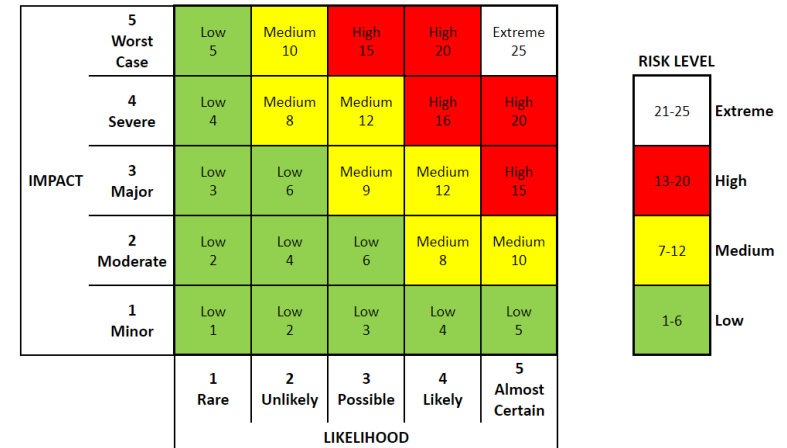 5
Worst
Case
Low
5
Medium
10
High
15
High
20
Extreme
25
RISK LEVEL
4
Severe
Low
4
Medium
8
Medium
12
High
16
High
20
21-25
Extreme
IMPACT
3
Major
Low
3
Low
6
Medium
9
Medium
12
High
15
13-20
High
2
Moderate
Low
2
Low
4
Low
6
Medium
8
Medium
10
7-12
Medium
1
Minor
Low
1
Low
2
Low
3
Low
4
Low
5
1-6
Low
1
Rare
2
Unlikely
3
Possible
4
Likely
5
Almost
Certain
LIKELIHOOD